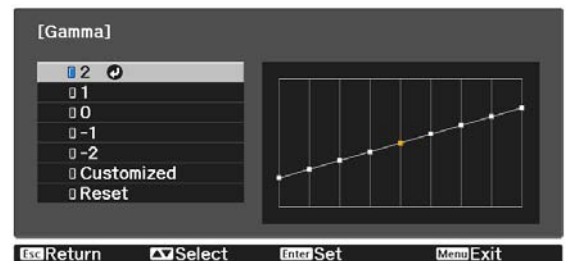 [Gamma]
2
1
0
-1
-2
Customized
Reset
Esc Return Select Enter Set Menu Exit